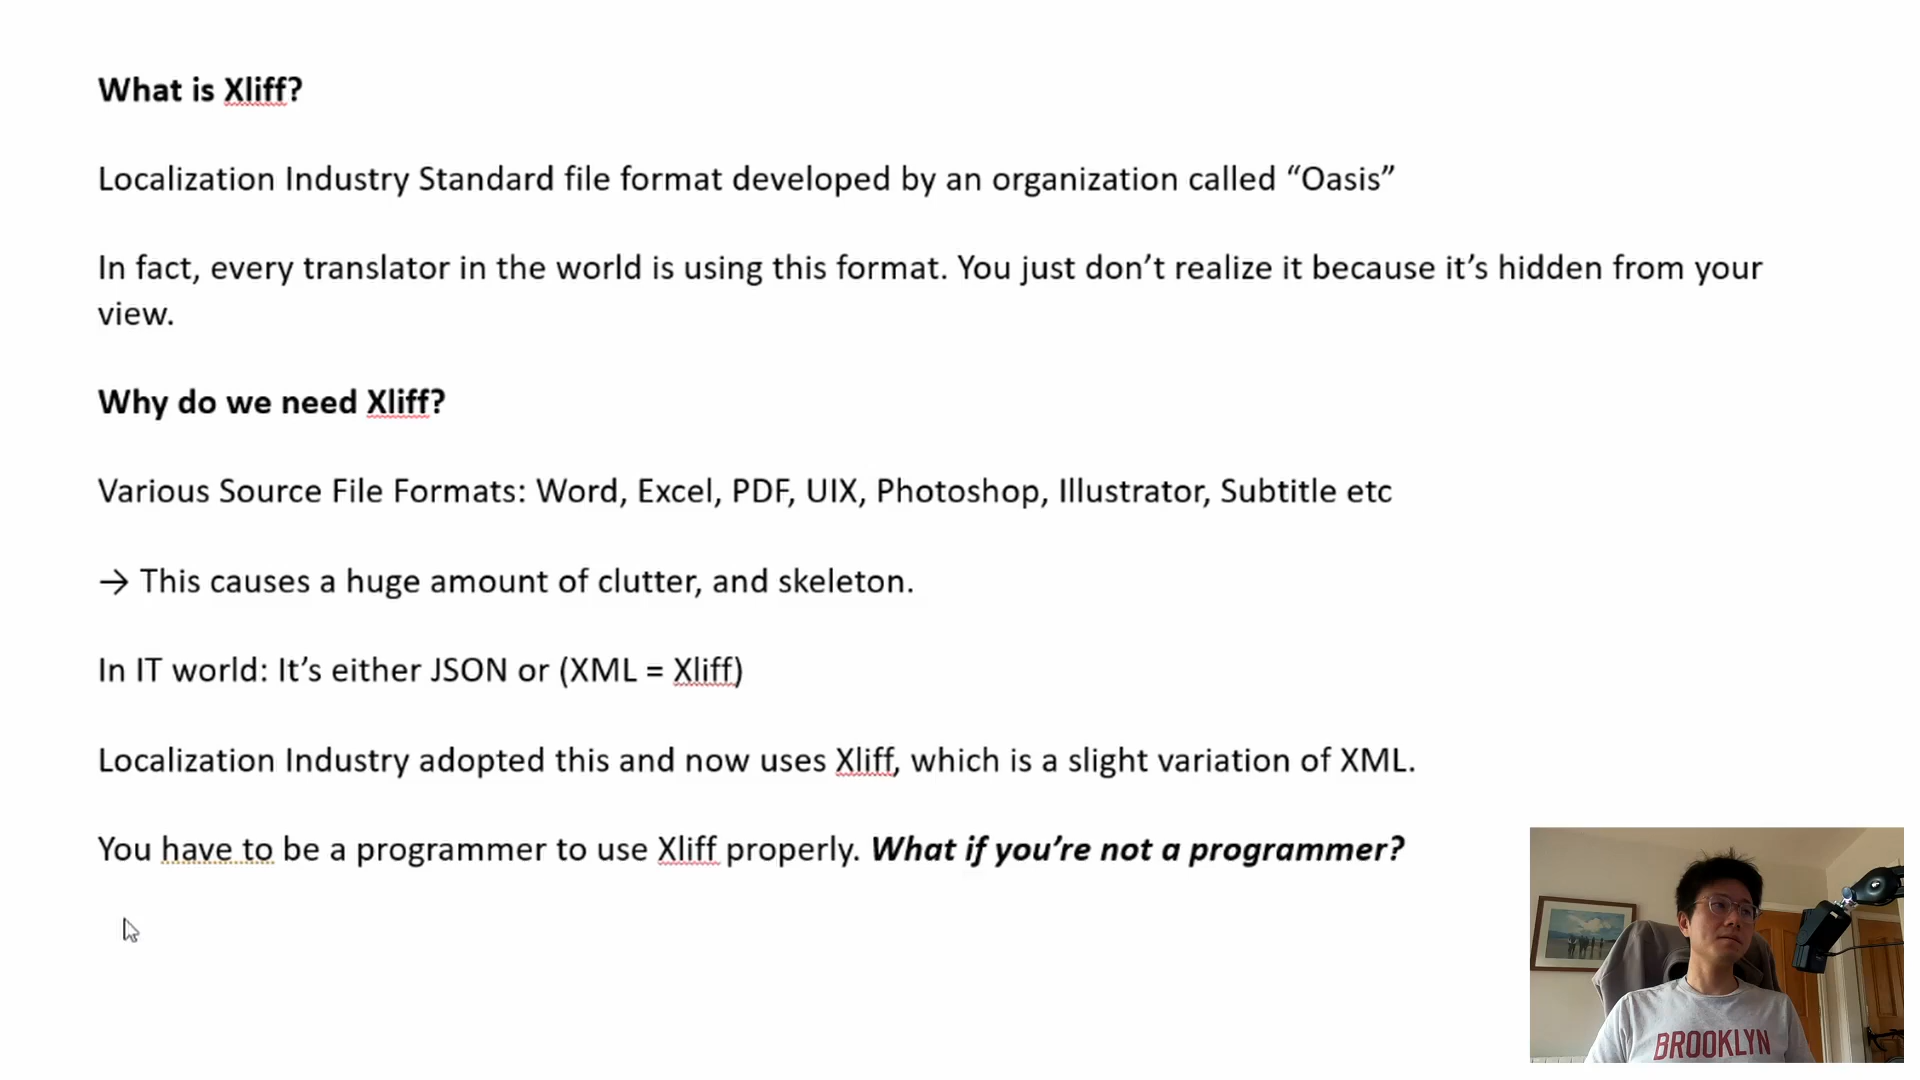 What is Xliff?
Localization Industry Standard file format developed by an organization called “Oasis”
In fact, every translator in the world is using this format. You just don’t realize it because it’s hidden from your
view.
Why do we need Xliff?
Various Source File Formats: Word, Excel, PDF, UIX, Photoshop, Illustrator, Subtitle etc
→ This causes a huge amount of clutter, and skeleton.
In IT world: It’s either JSON or (XML = Xliff)
Localization Industry adopted this and now uses Xliff, which is a slight variation of XML.
You have to be a programmer to use Xliff properly. What if you’re not a programmer?
BROOKLYN